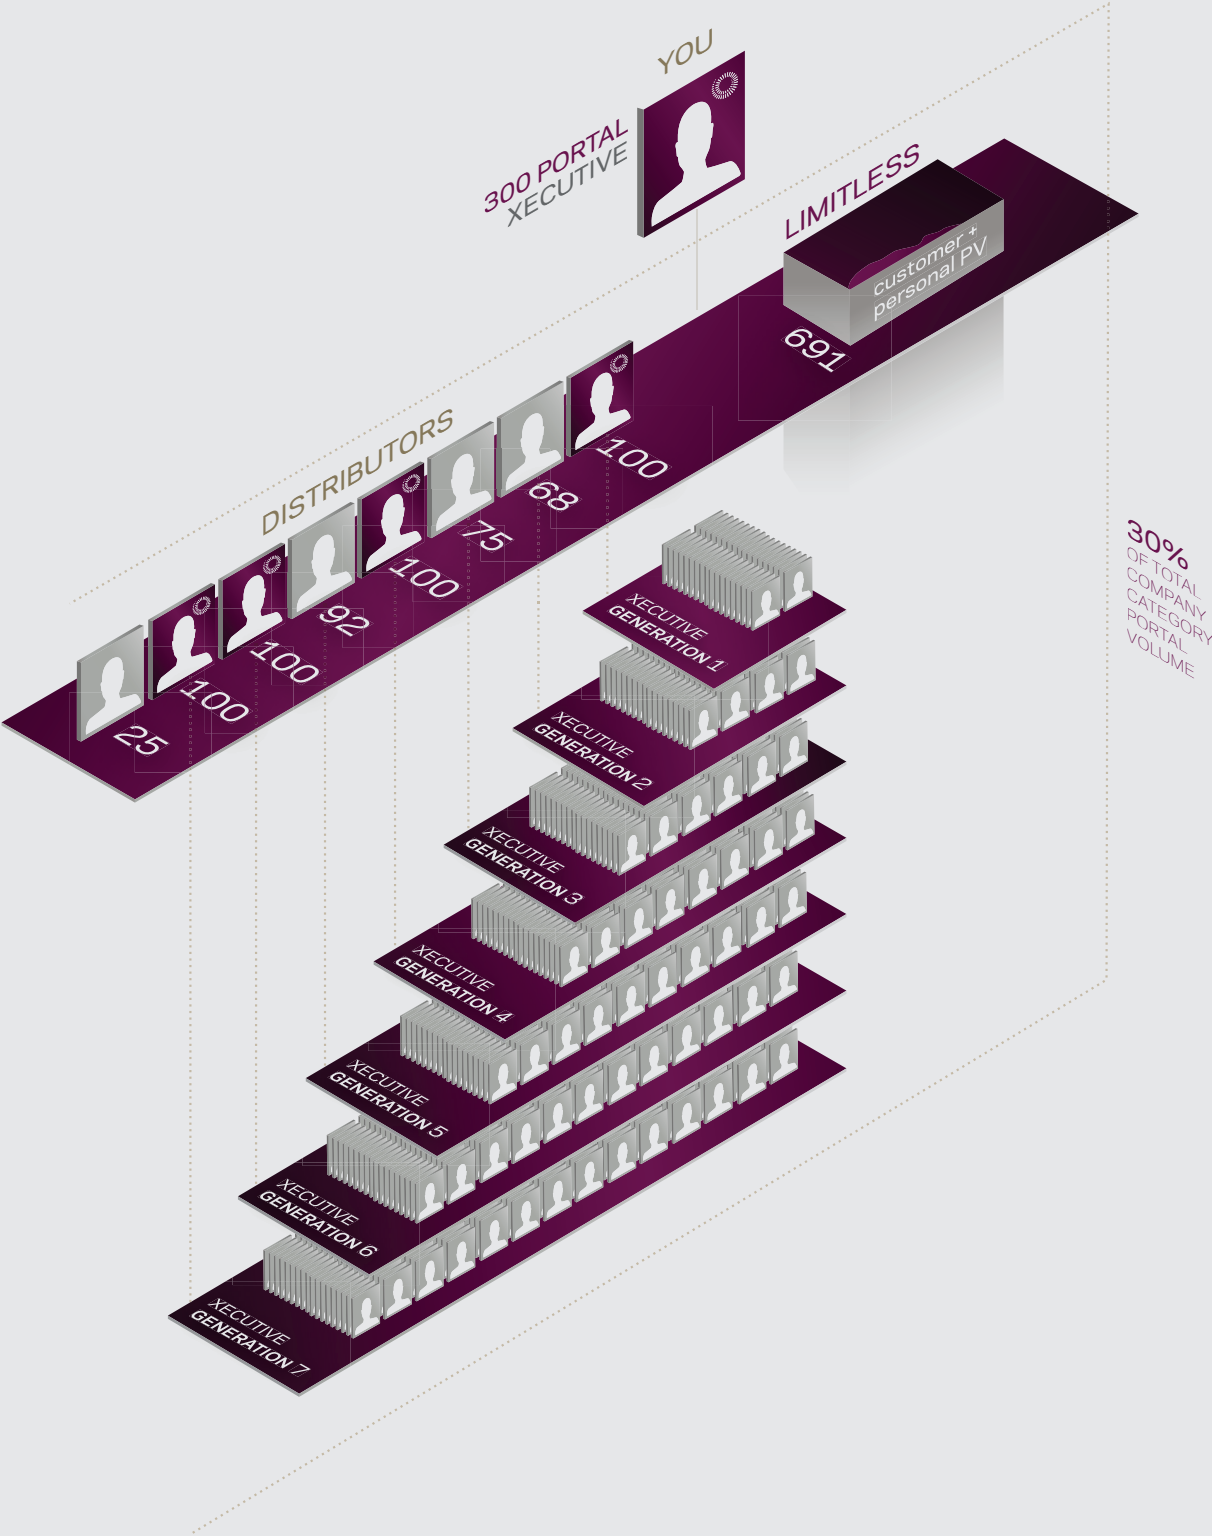 YOU
300 PORTAL
XECUTIVE
LIMITLESS
customer +
personal PV
691
DISTRIBUTORS
100
68
75
100
92
100
100
25
30%
OF TOTAL
COMPANY
CATEGORY
PORTAL
VOLUME
XECUTIVE
GENERATION 1
XECUTIVE
GENERATION 2
XECUTIVE
GENERATION 3
XECUTIVE
GENERATION 4
XECUTIVE
GENERATION 5
XECUTIVE
GENERATION 6
XECUTIVE
GENERATION 7